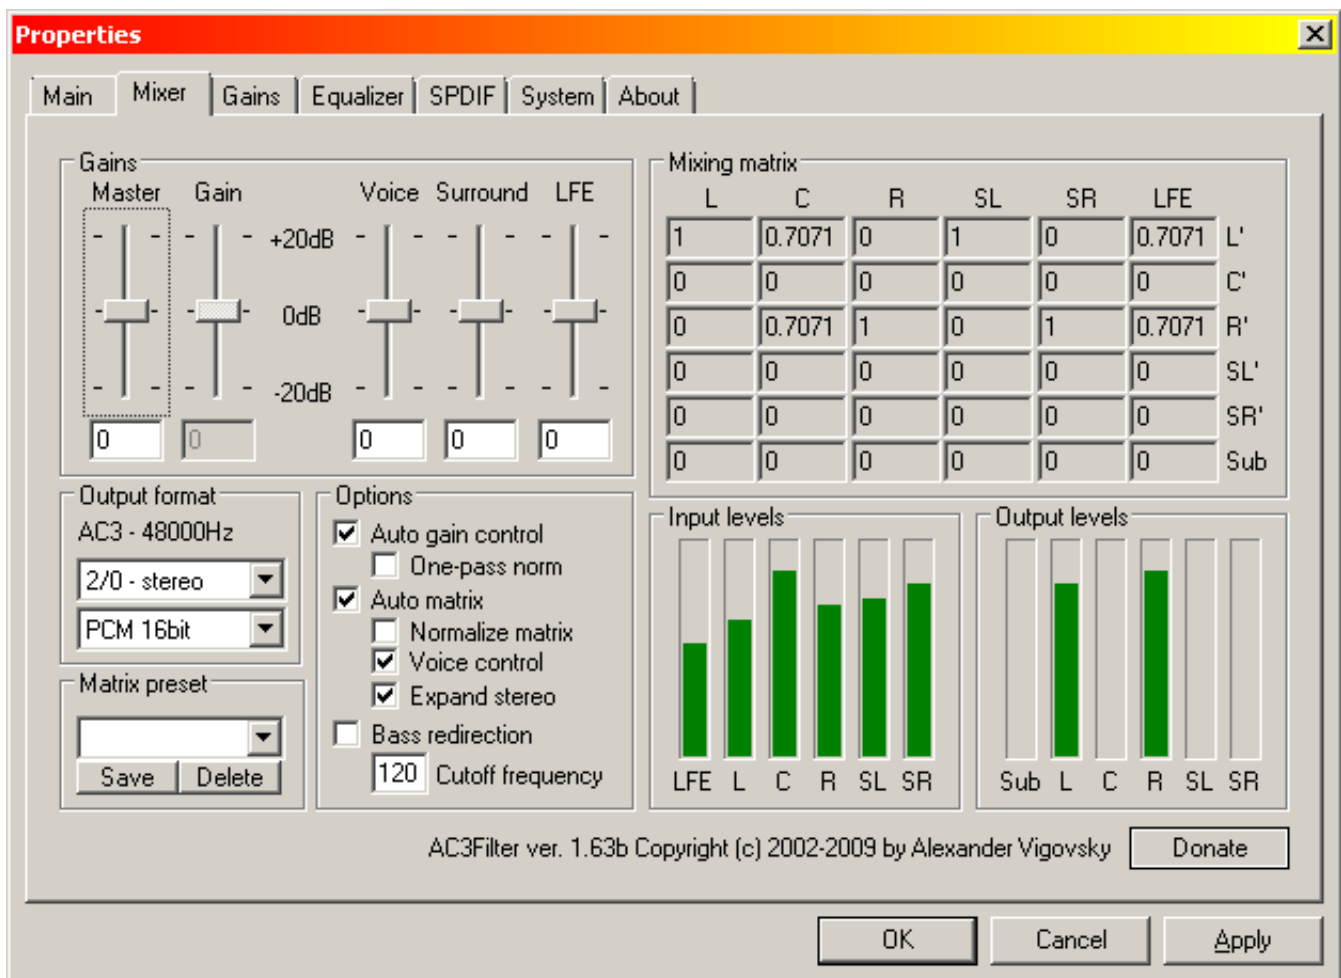 Properties
Main Mixer Gains Equalizer SPDIF System About
Gains
Master Gain Voice Surround LFE
+20dB
0dB
-20dB
0 0 0 0 0
Mixing matrix
L C R SL SR LFE
1 0.7071 0 1 0 0.7071 L'
0 0 0 0 0 0 C'
0 0.7071 1 0 1 0.7071 R'
0 0 0 0 0 0 SL'
0 0 0 0 0 0 SR'
0 0 0 0 0 0 Sub
Output format
AC3 - 48000Hz
2/0 - stereo
PCM 16bit
Matrix preset
Save Delete
Options
Auto gain control
One-pass norm
Auto matrix
Normalize matrix
Voice control
Expand stereo
Bass redirection
120 Cutoff frequency
Input levels
LFE L C R SL SR
Output levels
Sub L C R SL SR
AC3Filter ver. 1.63b Copyright (c) 2002-2009 by Alexander Vigovsky Donate
OK Cancel Apply